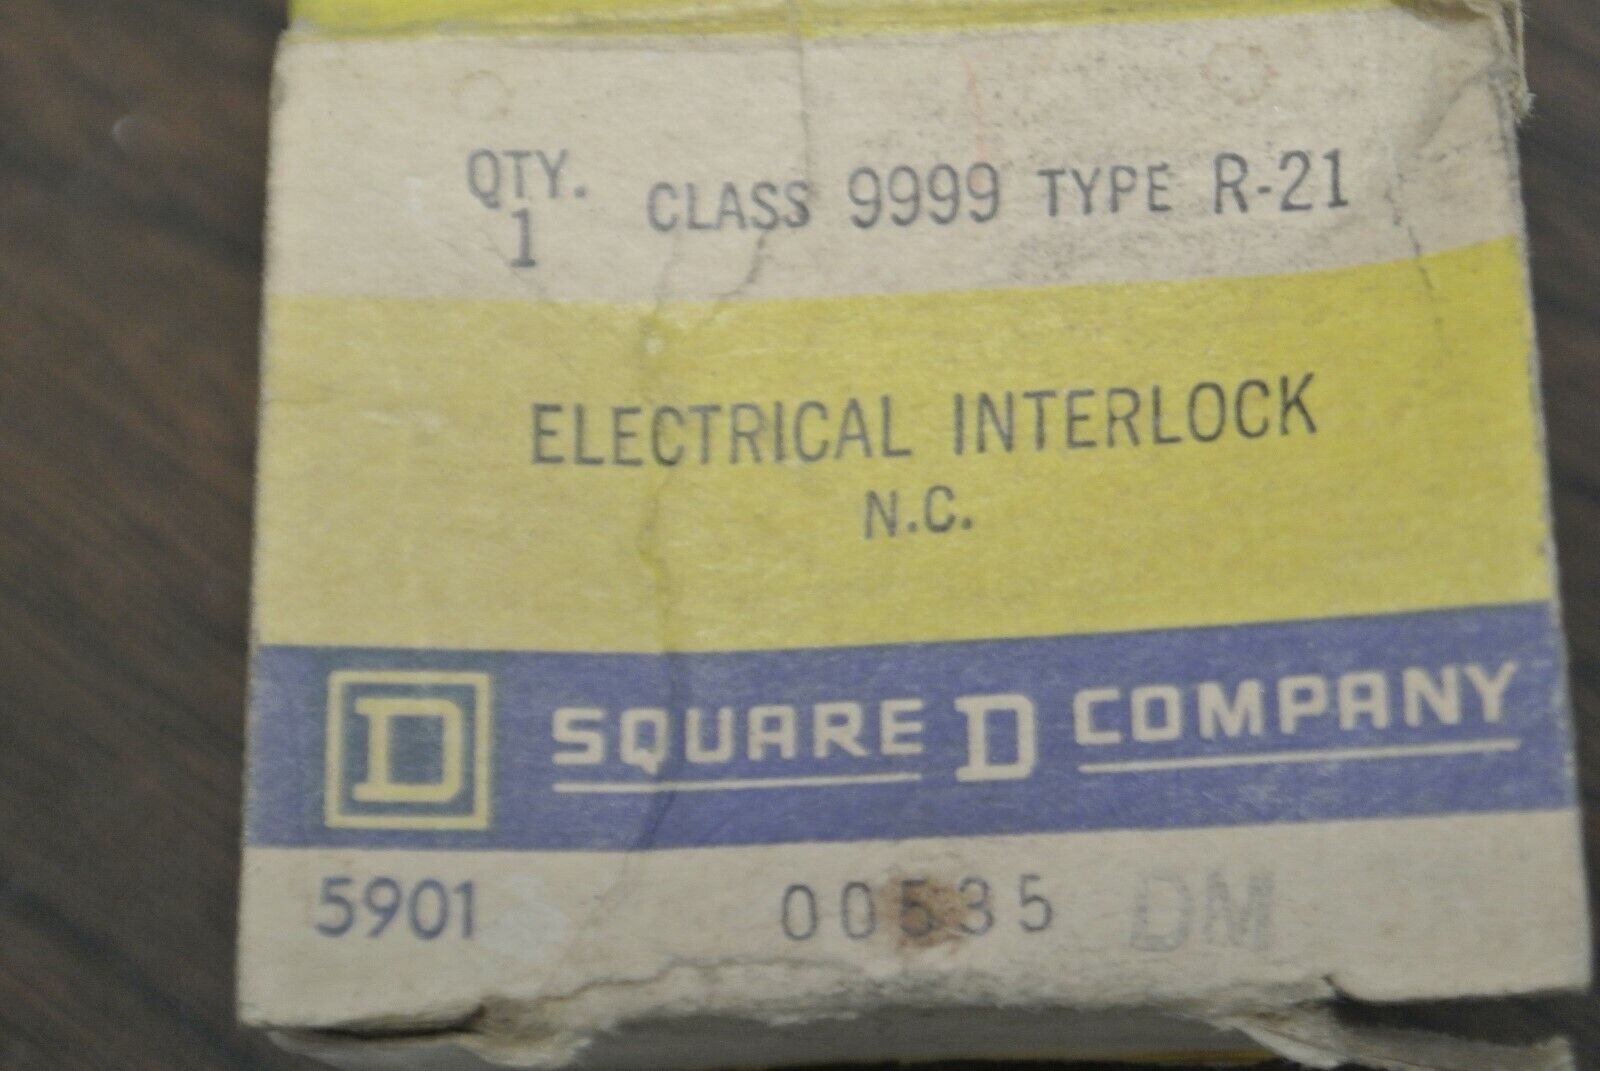 QTY.
1
CLASS 9999 TYPE R-21
ELECTRICAL INTERLOCK
N.C.
D SQUARE D COMPANY
5901 00535 DM